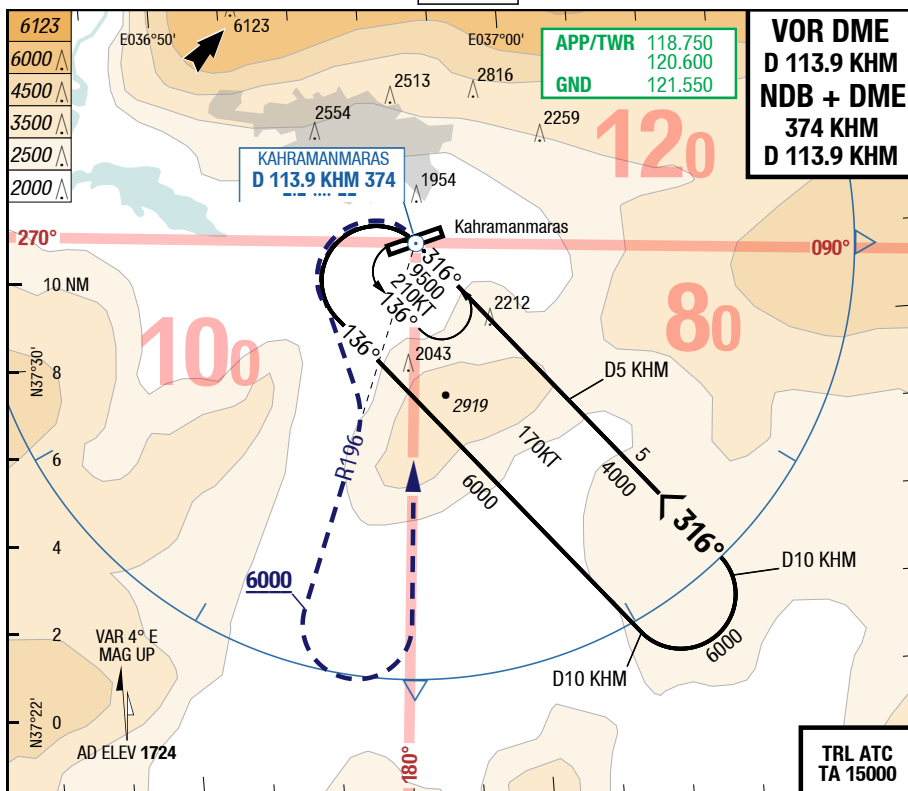 6123
6000
4500
3500
2500
2000
E036°50'
6123
E037°00'
APP/TWR 118.750
120.600
GND 121.550
VOR DME
D 113.9 KHM
NDB + DME
374 KHM
D 113.9 KHM
2513
2816
2554
2259
120
KAHRAMANMARAS
D 113.9 KHM 374
1954
Kahramanmaras
270°
090°
316°
9500
210KT
136°
10 NM
2212
80
100
136°
2043
N37°30'
8
D5 KHM
2919
170KT
R196
6
5
4000
6000
316°
4
D10 KHM
6000
2
VAR 4° E
MAG UP
6000
D10 KHM
N37°22'
0
AD ELEV 1724
180°
TRL ATC
TA 15000